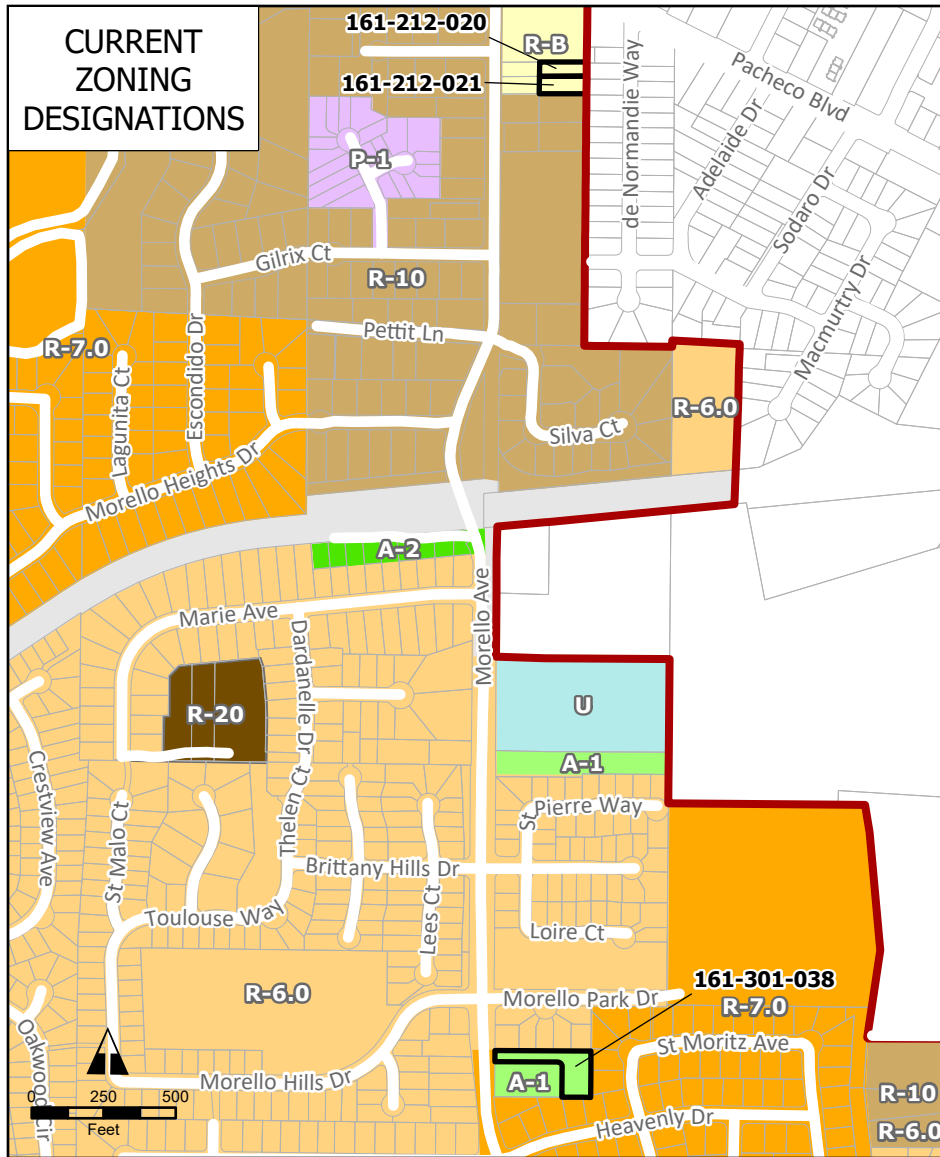 CURRENT
ZONING
DESIGNATIONS
161-212-020
R-B
161-212-021
de Normandie Way
Pacheco Blvd
Adelaide Dr
Sodaro Dr
Macmurtry Dr
P-1
Gilrix Ct
R-10
Pettit Ln
R-7.0
Lagunita Ct
Escondido Dr
R-6.0
Silva Ct
Morello Heights Dr
A-2
Morello Ave
Marie Ave
Dardanelle Dr
R-20
U
A-1
Crestview Ave
St Malo Ct
Thelen Ct
St Pierre Way
Brittany Hills Dr
Toulouse Way
Lees Ct
Loire Ct
R-6.0
Morello Park Dr
161-301-038
R-7.0
Oakwood Cir
St Moritz Ave
Morello Hills Dr
A-1
R-10
Heavenly Dr
R-6.0
0 250 500
Feet